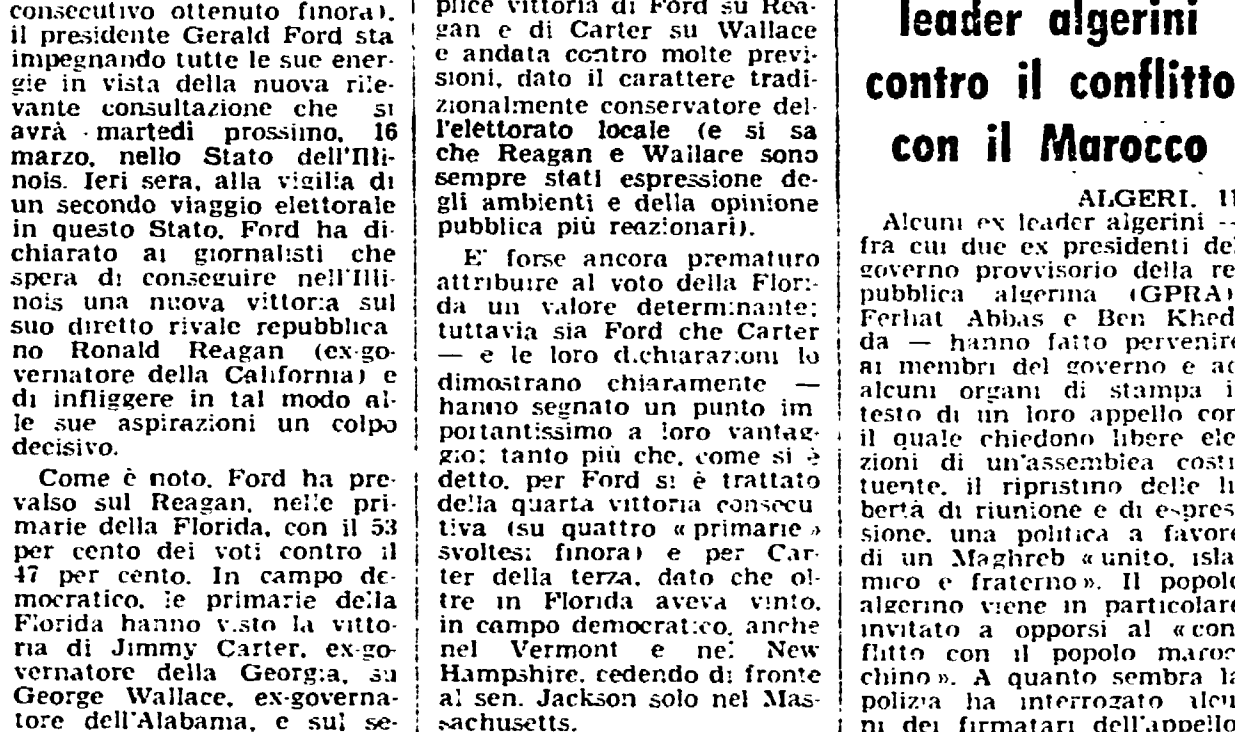 consecutivo ottenuto finora),
il presidente Gerald Ford sta
impegnando tutte le sue ener-
gie in vista della nuova rile-
vante consultazione che si
avrà martedì prossimo, 16
marzo, nello Stato dell'Illi-
nois. Ieri sera, alla vigilia di
un secondo viaggio elettorale
in questo Stato, Ford ha di-
chiarato ai giornalisti che
spera di conseguire nell'Illi-
nois una nuova vittoria sul
suo diretto rivale repubblica
no Ronald Reagan (ex-go-
vernatore della California) e
di infliggere in tal modo al-
le sue aspirazioni un colpo
decisivo.
Come è noto, Ford ha pre-
valso sul Reagan, nelle pri-
marie della Florida, con il 53
per cento dei voti contro il
47 per cento. In campo de-
mocratico, le primarie della
Florida hanno visto la vitto-
ria di Jimmy Carter, ex-go-
vernatore della Georgia, su
George Wallace, ex-governa-
tore dell'Alabama, e sul se-
plice vittoria di Ford su Rea-
gan e di Carter su Wallace
è andata contro molte previ-
sioni, dato il carattere tradi-
zionalmente conservatore del-
l'elettorato locale (e si sa
che Reagan e Wallace sono
sempre stati espressione de-
gli ambienti e della opinione
pubblica più reazionari).
E' forse ancora prematuro
attribuire al voto della Flori-
da un valore determinante;
tuttavia sia Ford che Carter
— e le loro dichiarazioni lo
dimostrano chiaramente —
hanno segnato un punto im
portantissimo a loro vantag-
gio; tanto più che, come si è
detto, per Ford si è trattato
della quarta vittoria consecu
tiva (su quattro « primarie »
svoltesi finora) e per Car-
ter della terza, dato che ol-
tre in Florida aveva vinto,
in campo democratico, anche
nel Vermont e nel New
Hampshire, cedendo di fronte
al sen. Jackson solo nel Mas-
sachusetts.
leader algerini
contro il conflitto
con il Marocco
ALGERI, 11
Alcuni ex leader algerini --
fra cui due ex presidenti del
governo provvisorio della re
pubblica algerina (GPRA)
Ferhat Abbas e Ben Khed
da — hanno fatto pervenire
ai membri del governo e ad
alcuni organi di stampa i
testo di un loro appello con
il quale chiedono libere ele
zioni di un'assemblea costi
tuente, il ripristino delle li
bertà di riunione e di espres
sione, una politica a favore
di un Maghreb « unito, isla
mico e fraterno ». Il popolo
algerino viene in particolare
invitato a opporsi al « con
flitto con il popolo maroc
chino ». A quanto sembra la
polizia ha interrogato alcu
ni dei firmatari dell'appello